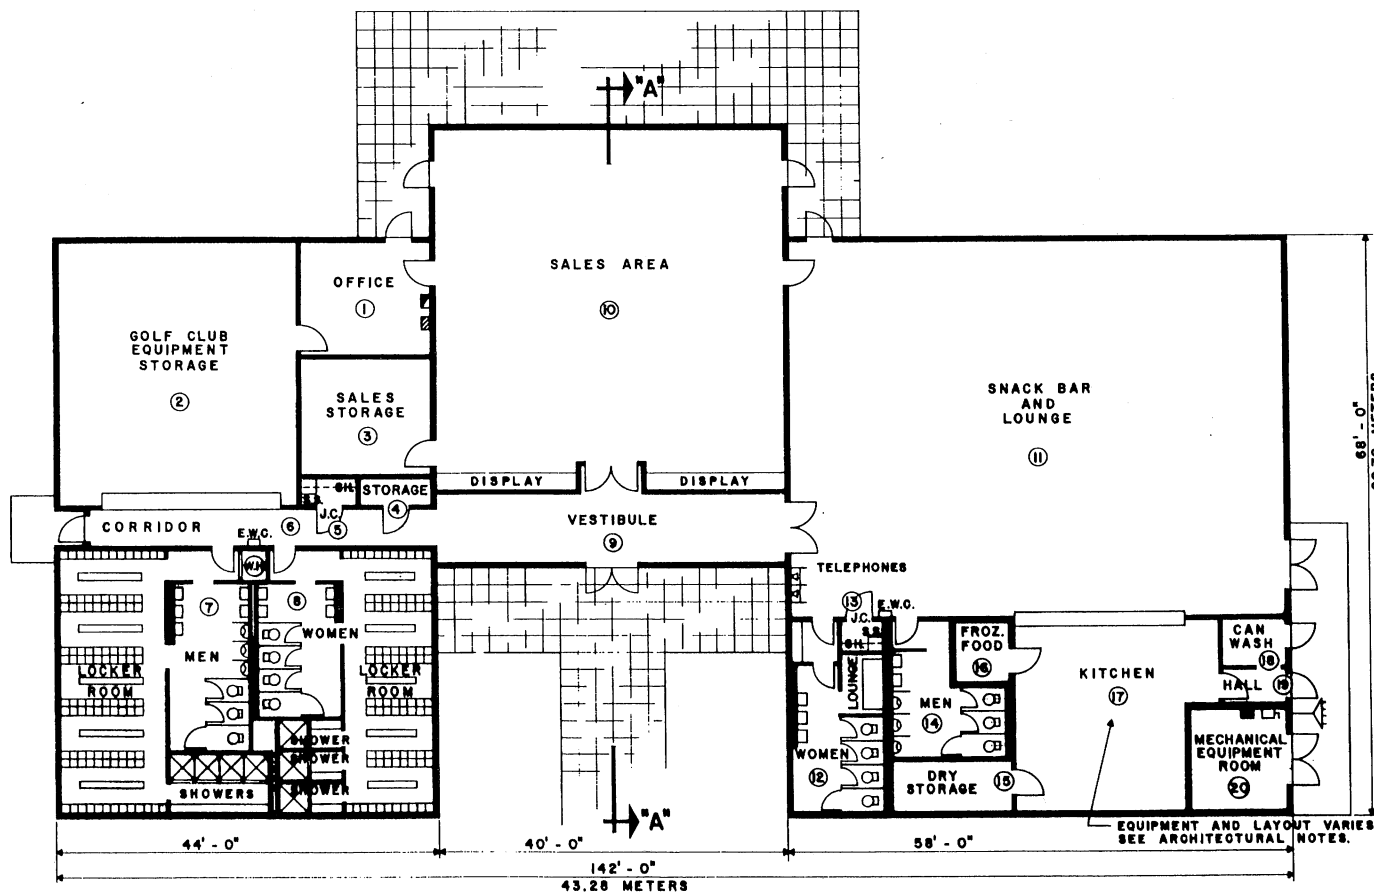 "A"
SALES AREA
10
OFFICE
1
GOLF CLUB
EQUIPMENT
STORAGE
2
SALES
STORAGE
3
SNACK BAR
AND
LOUNGE
11
68' - 0"
DISPLAY
DISPLAY
SH.
STORAGE
4
S.S.
J.C.
5
CORRIDOR
6
E.W.C.
VESTIBULE
9
W.H.
TELEPHONES
7
8
WOMEN
MEN
LOCKER
ROOM
LOCKER
ROOM
13
E.W.C.
J.C.
S.S.
SH.
FROZ.
FOOD
16
CAN
WASH
18
LOUNGE
KITCHEN
17
HALL
19
MEN
14
SHOWER
SHOWER
SHOWER
SHOWERS
WOMEN
12
DRY
STORAGE
15
MECHANICAL
EQUIPMENT
ROOM
20
"A"
EQUIPMENT AND LAYOUT VARIES
SEE ARCHITECTURAL NOTES.
44' - 0"
40' - 0"
58' - 0"
142' - 0"
43.28 METERS